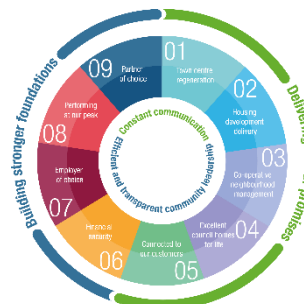 01
Town centre
regeneration
02
Housing
development
delivery
03
Co-operative
neighbourhood
management
04
Excellent
council homes
for life
05
Connected to
our customers
06
Financial
security
07
Employer
of choice
08
Performing
at our peak
09
Partner
of choice
Constant communication
Efficient and transparent community leadership
Building stronger foundations
promises